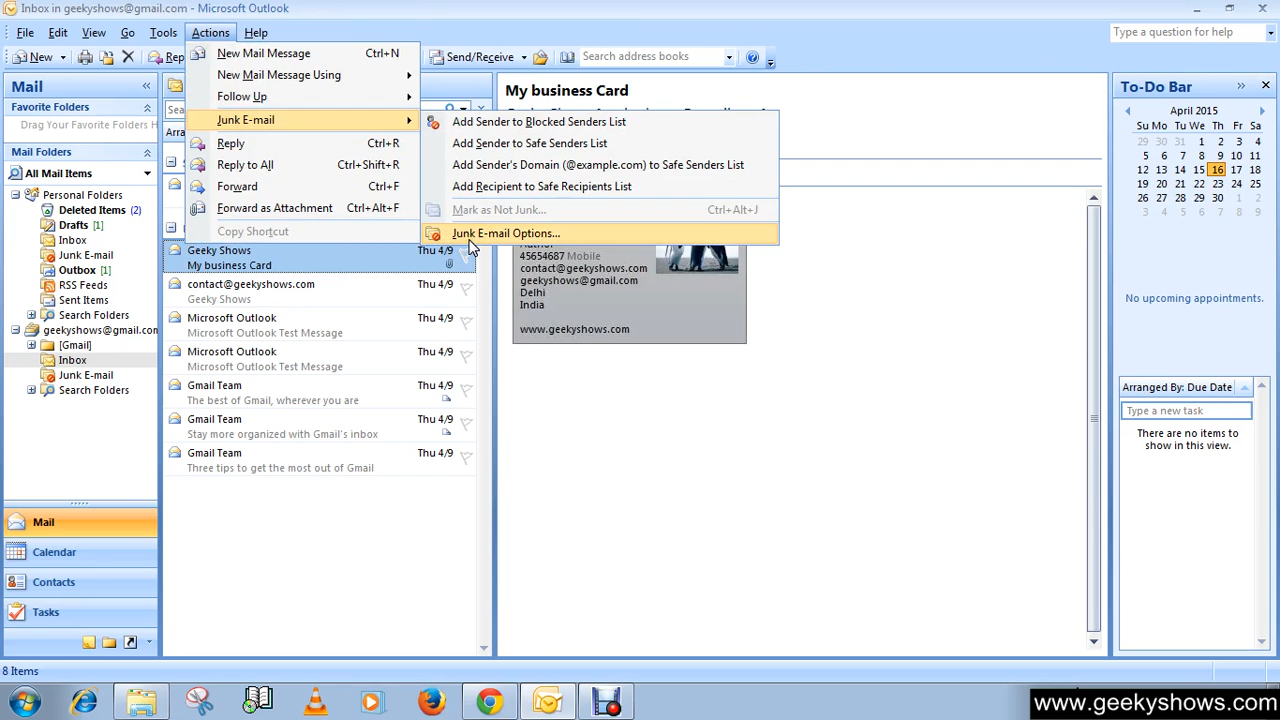 Inbox in geekyshows@gmail.com - Microsoft Outlook
File Edit View Go Tools Actions Help
Type a question for help
New
Send/Receive
Search address books
New Mail Message Ctrl+N
New Mail Message Using
Follow Up
Junk E-mail
Reply Ctrl+R
Reply to All Ctrl+Shift+R
Forward Ctrl+F
Forward as Attachment Ctrl+Alt+F
Copy Shortcut
Add Sender to Blocked Senders List
Add Sender to Safe Senders List
Add Sender's Domain (@example.com) to Safe Senders List
Add Recipient to Safe Recipients List
Mark as Not Junk... Ctrl+Alt+J
Junk E-mail Options...
Mail
Favorite Folders
Drag Your Favorite Folders Here
All Mail Items
Personal Folders
Deleted Items (2)
Drafts [1]
Inbox
Junk E-mail
Outbox [1]
RSS Feeds
Sent Items
Search Folders
geekyshows@gmail.com
[Gmail]
Inbox
Junk E-mail
Search Folders
Mail
Calendar
Contacts
Tasks
8 Items
Geeky Shows Thu 4/9
My business Card
contact@geekyshows.com Thu 4/9
Geeky Shows
Microsoft Outlook Thu 4/9
Microsoft Outlook Test Message
Microsoft Outlook Thu 4/9
Microsoft Outlook Test Message
Gmail Team Thu 4/9
The best of Gmail, wherever you are
Gmail Team Thu 4/9
Stay more organized with Gmail's inbox
Gmail Team Thu 4/9
Three tips to get the most out of Gmail
My business Card
Author
45654687 Mobile
contact@geekyshows.com
geekyshows@gmail.com
Delhi
India
www.geekyshows.com
To-Do Bar
April 2015
Su Mo Tu We Th Fr Sa
29 30 31 1 2 3 4
5 6 7 8 9 10 11
12 13 14 15 16 17 18
19 20 21 22 23 24 25
26 27 28 29 30 1 2
3 4 5 6 7 8 9
No upcoming appointments.
Arranged By: Due Date
Type a new task
There are no items to
show in this view.
www.geekyshows.com